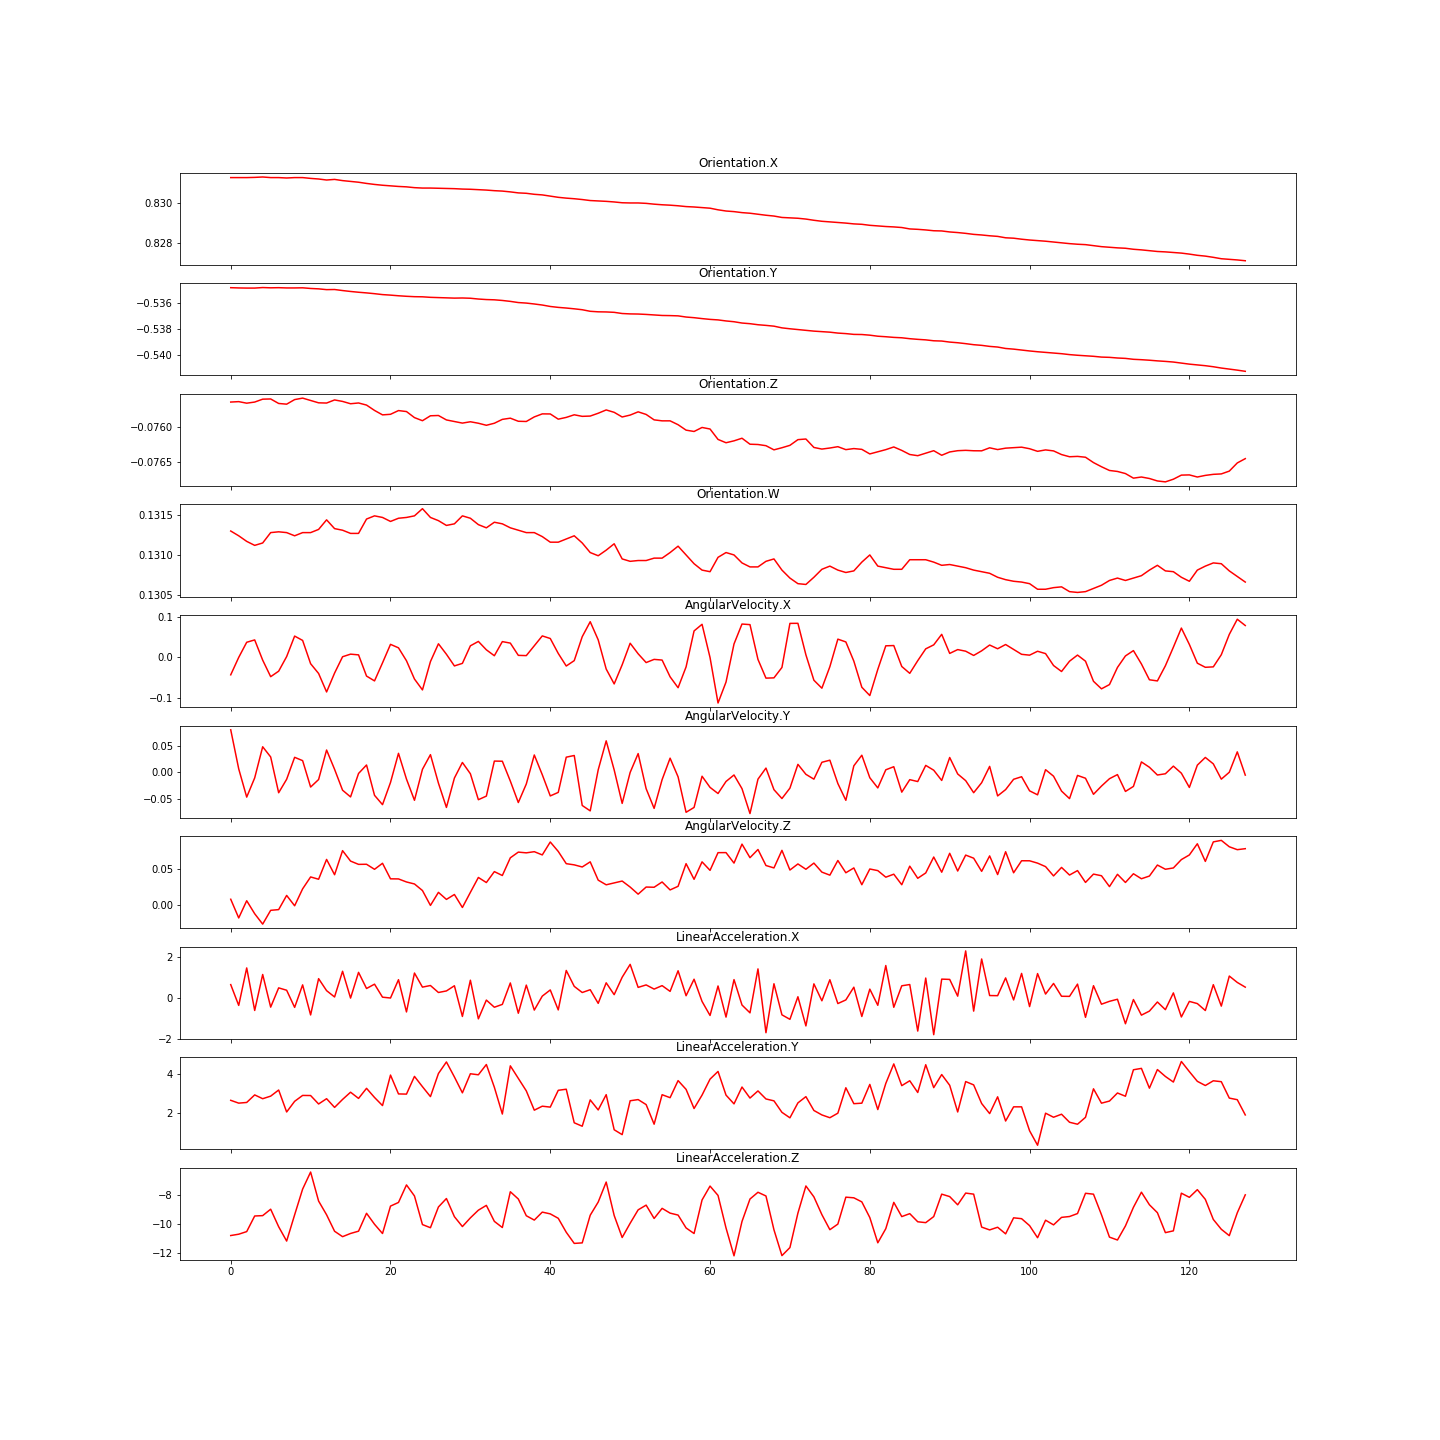 Orientation.X
0.830
0.828
Orientation.Y
−0.536
−0.538
−0.540
Orientation.Z
−0.0760
−0.0765
Orientation.W
0.1315
0.1310
0.1305
AngularVelocity.X
0.1
0.0
−0.1
AngularVelocity.Y
0.05
0.00
−0.05
AngularVelocity.Z
0.05
0.00
LinearAcceleration.X
2
0
−2
LinearAcceleration.Y
4
2
LinearAcceleration.Z
−8
−10
−12
0 20 40 60 80 100 120